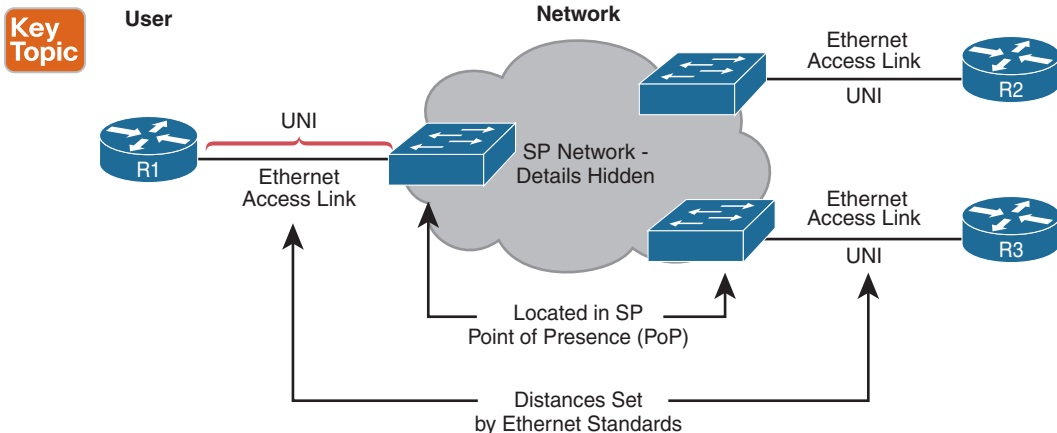 Key
Topic
User
Network
UNI
R1
Ethernet
Access Link
SP Network -
Details Hidden
Ethernet
Access Link
UNI
R2
Ethernet
Access Link
UNI
R3
Located in SP
Point of Presence (PoP)
Distances Set
by Ethernet Standards